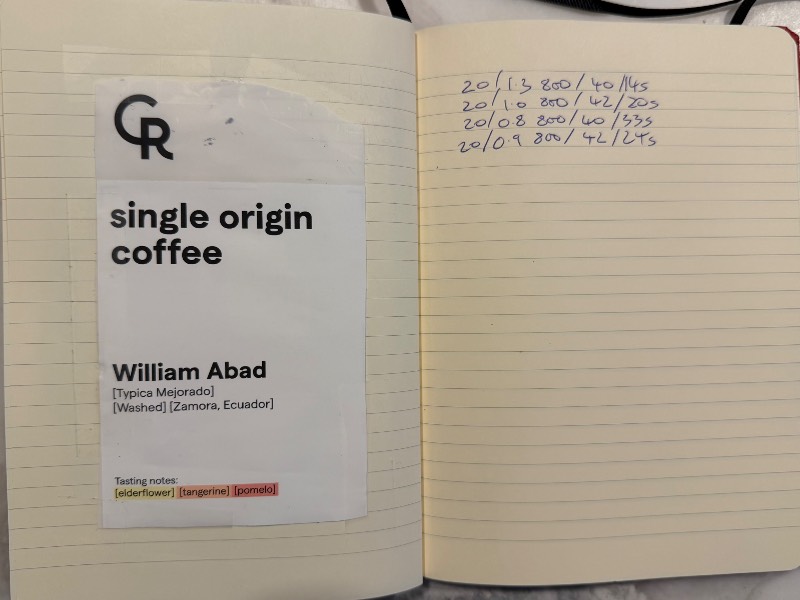 CR
single origin
coffee
William Abad
[Typica Mejorado]
[Washed] [Zamora, Ecuador]
Tasting notes:
[elderflower] [tangerine] [pomelo]
20/1.3 800/40/14s
20/1.0 800/42/20s
20/0.8 800/40/33s
20/0.9 800/42/24s